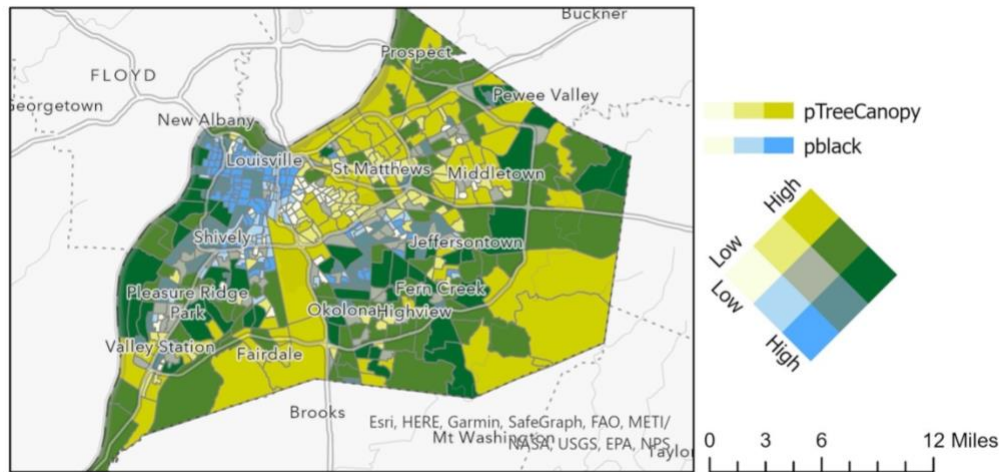 Buckner
Prospect
FLOYD
Pewee Valley
eorgetown
New Albany
pTreeCanopy
pblack
Louisville
St Matthews
Middletown
High
Low
Low
High
Shively
Jeffersontown
Pleasure Ridge
Park
Fern Creek
Okolona
Highview
Valley Station
Fairdale
Brooks
Esri, HERE, Garmin, SafeGraph, FAO, METI/
Mt Washington
NASA, USGS, EPA, NPS
Taylor
0 3 6 12 Miles